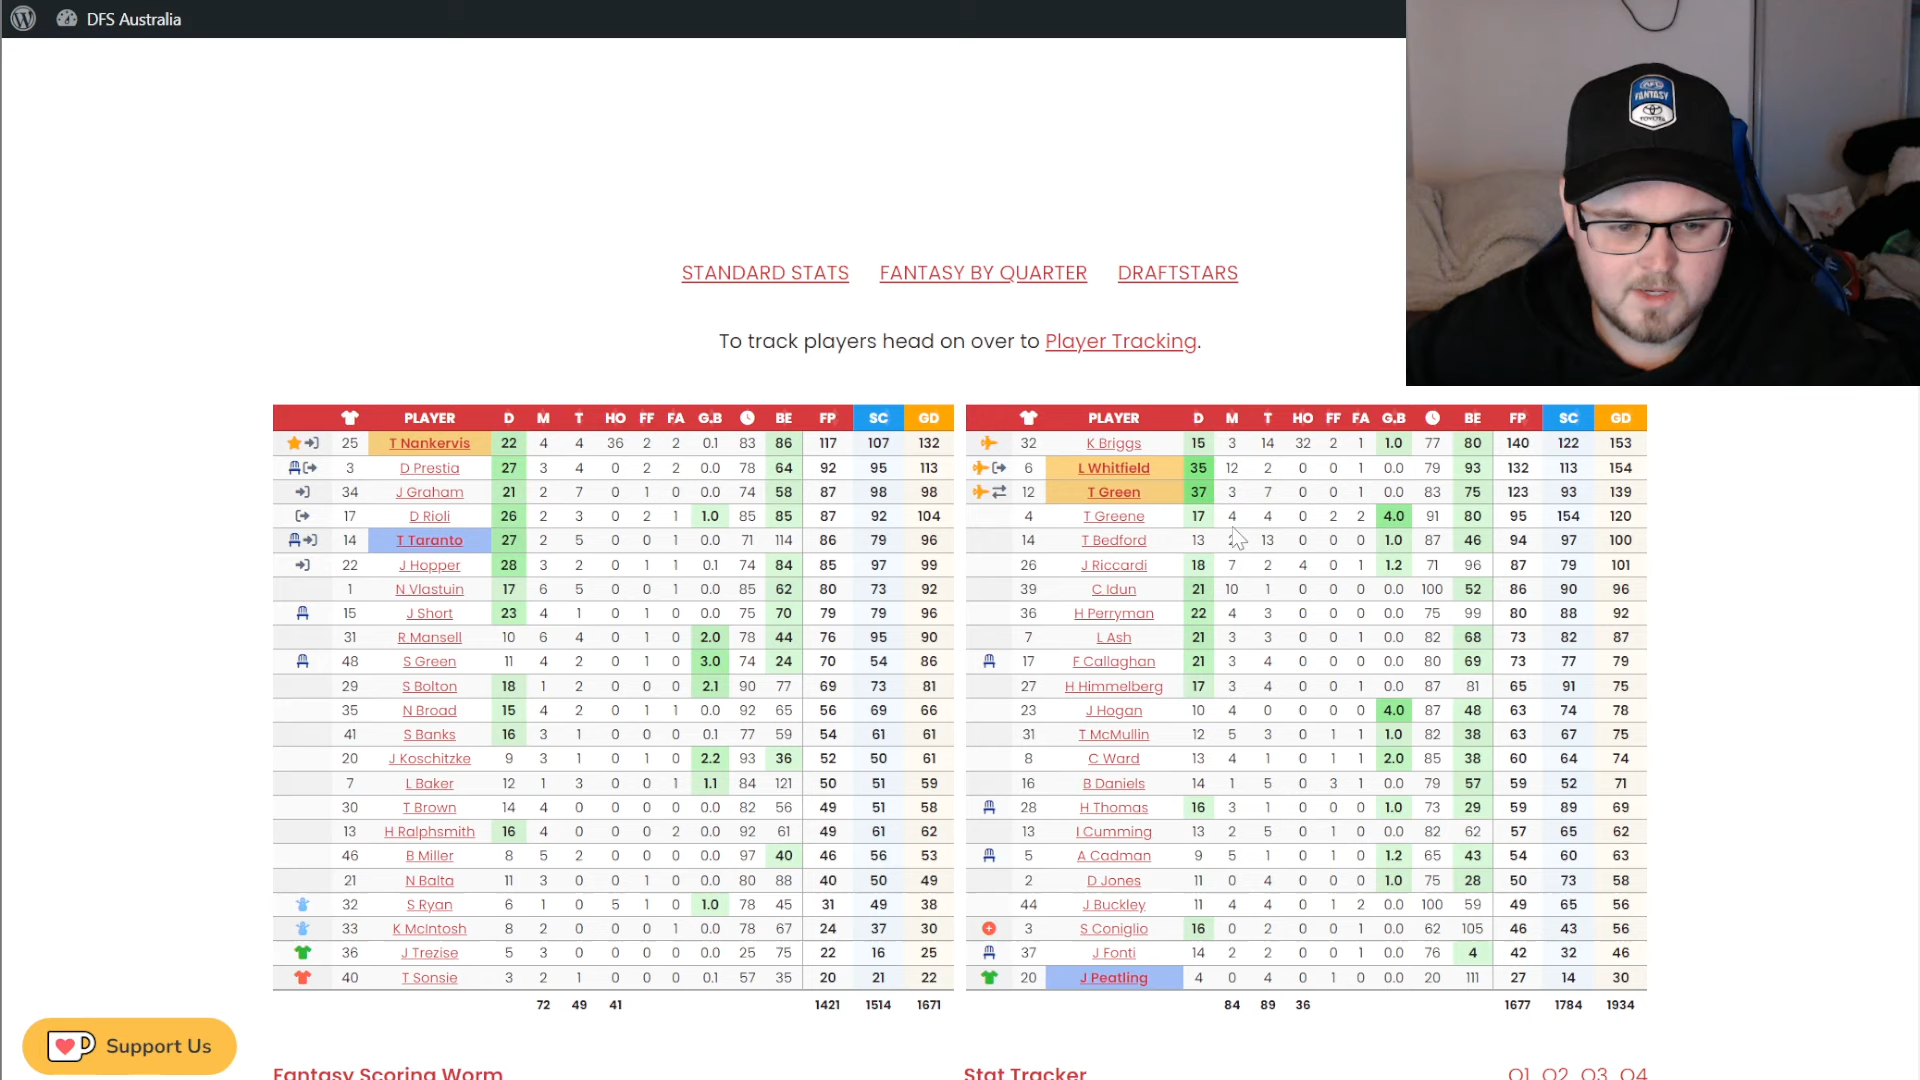 DFS Australia
AFL FANTASY TOYOTA
STANDARD STATS FANTASY BY QUARTER DRAFTSTARS
To track players head on over to Player Tracking.
PLAYER D M T HO FF FA G.B BE FP SC GD
25 T Nankervis 22 4 4 36 2 2 0.1 83 86 117 107 132
3 D Prestia 27 3 4 0 2 2 0.0 78 64 92 95 113
34 J Graham 21 2 7 0 1 0 0.0 74 58 87 98 98
17 D Rioli 26 2 3 0 2 1 1.0 85 85 87 92 104
14 T Taranto 27 2 5 0 0 1 0.0 71 114 86 79 96
22 J Hopper 28 3 2 0 1 1 0.1 74 84 85 97 99
1 N Vlastuin 17 6 5 0 0 1 0.0 85 62 80 73 92
15 J Short 23 4 1 0 1 0 0.0 75 70 79 79 96
31 R Mansell 10 6 4 0 1 0 2.0 78 44 76 95 90
48 S Green 11 4 2 0 1 0 3.0 74 24 70 54 86
29 S Bolton 18 1 2 0 0 0 2.1 90 77 69 73 81
35 N Broad 15 4 2 0 1 1 0.0 92 65 56 69 66
41 S Banks 16 3 1 0 0 0 0.1 77 59 54 61 61
20 J Koschitzke 9 3 1 0 1 0 2.2 93 36 52 50 61
7 L Baker 12 1 3 0 0 1 1.1 84 121 50 51 59
30 T Brown 14 4 0 0 0 0 0.0 82 56 49 51 58
13 H Ralphsmith 16 4 0 0 0 2 0.0 92 61 49 61 62
46 B Miller 8 5 2 0 0 0 0.0 97 40 46 56 53
21 N Balta 11 3 0 0 1 0 0.0 80 88 40 50 49
32 S Ryan 6 1 0 5 1 0 1.0 78 45 31 49 38
33 K McIntosh 8 2 0 0 0 1 0.0 78 67 24 37 30
36 J Trezise 5 3 0 0 0 0 0.0 25 75 22 16 25
40 T Sonsie 3 2 1 0 0 0 0.1 57 35 20 21 22
72 49 41 1421 1514 1671
PLAYER D M T HO FF FA G.B BE FP SC GD
32 K Briggs 15 3 14 32 2 1 1.0 77 80 140 122 153
6 L Whitfield 35 12 2 0 0 1 0.0 79 93 132 113 154
12 T Green 37 3 7 0 0 1 0.0 83 75 123 93 139
4 T Greene 17 4 4 0 2 2 4.0 91 80 95 154 120
14 T Bedford 13 13 0 0 0 1.0 87 46 94 97 100
26 J Riccardi 18 7 2 4 0 1 1.2 71 96 87 79 101
39 C Idun 21 10 1 0 0 0 0.0 100 52 86 90 96
36 H Perryman 22 4 3 0 0 0 0.0 75 99 80 88 92
7 L Ash 21 3 3 0 0 1 0.0 82 68 73 82 87
17 F Callaghan 21 3 4 0 0 0 0.0 80 69 73 77 79
27 H Himmelberg 17 3 4 0 0 1 0.0 87 81 65 91 75
23 J Hogan 10 4 0 0 0 0 4.0 87 48 63 74 78
31 T McMullin 12 5 3 0 1 1 1.0 82 38 63 67 75
8 C Ward 13 4 1 0 1 1 2.0 85 38 60 64 74
16 B Daniels 14 1 5 0 3 1 0.0 79 57 59 52 71
28 H Thomas 16 3 1 0 0 0 1.0 73 29 59 89 69
13 I Cumming 13 2 5 0 1 0 0.0 82 62 57 65 62
5 A Cadman 9 5 1 0 1 0 1.2 65 43 54 60 63
2 D Jones 11 0 4 0 0 0 1.0 75 28 50 73 58
44 J Buckley 11 4 4 0 1 2 0.0 100 59 49 65 56
3 S Coniglio 16 0 2 0 0 1 0.0 62 105 46 43 56
37 J Fonti 14 2 2 0 0 1 0.0 76 4 42 32 46
20 J Peatling 4 0 4 0 1 0 0.0 20 111 27 14 30
84 89 36 1677 1784 1934
Support Us
Fantasy Scoring Worm
Stat Tracker Q1 Q2 Q3 Q4